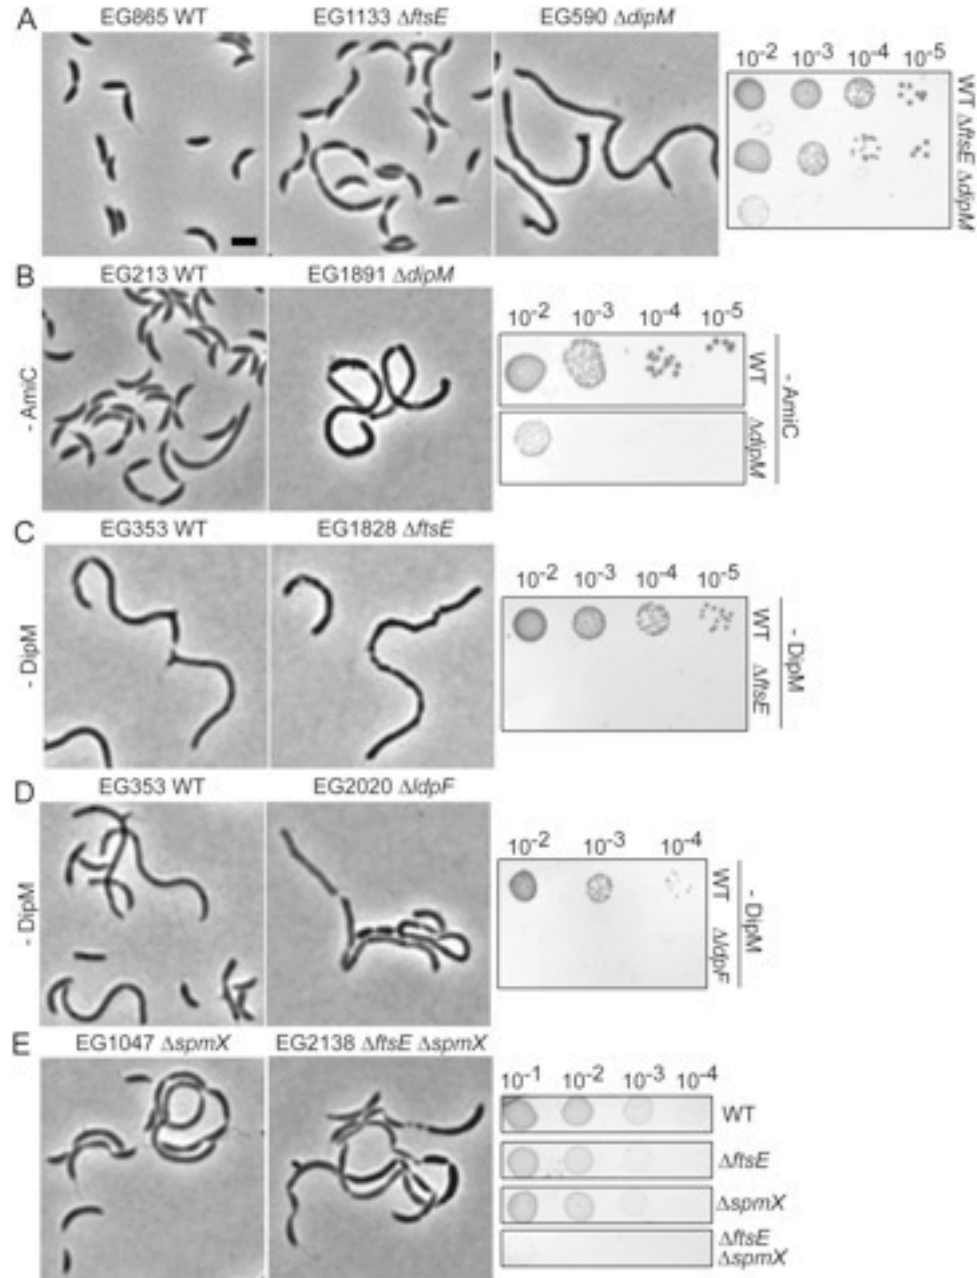 A
EG865 WT
EG1133 ΔftsE
EG590 ΔdipM
10-2 10-3 10-4 10-5
WT ΔftsE ΔdipM
B
EG213 WT
EG1891 ΔdipM
- AmiC
10-2 10-3 10-4 10-5
WT
ΔdipM
- AmiC
C
EG353 WT
EG1828 ΔftsE
- DipM
10-2 10-3 10-4 10-5
WT
ΔftsE
- DipM
D
EG353 WT
EG2020 ΔldpF
- DipM
10-2 10-3 10-4
WT
ΔldpF
- DipM
E
EG1047 ΔspmX
EG2138 ΔftsE ΔspmX
10-1 10-2 10-3 10-4
WT
ΔftsE
ΔspmX
ΔftsE
ΔspmX